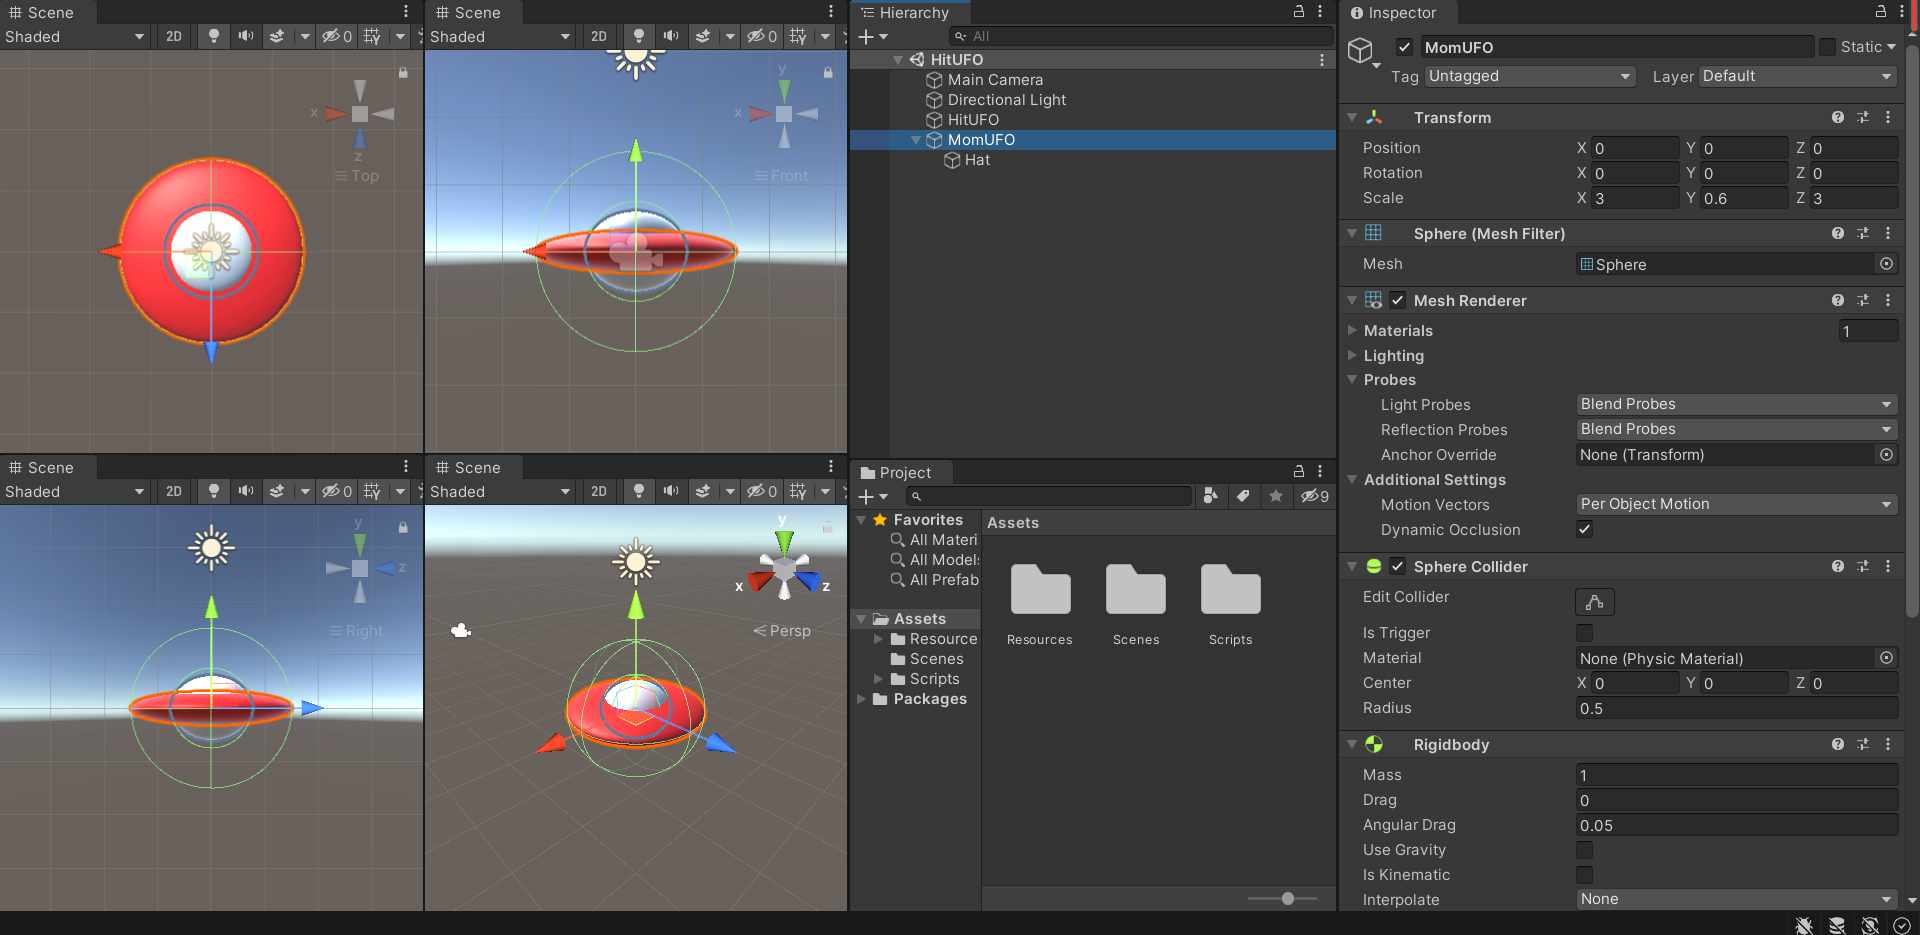 Scene
Shaded
2D
0
x
z
Top
Scene
Shaded
2D
0
y
x
Front
Scene
Shaded
2D
0
y
z
Right
Scene
Shaded
2D
0
y
x
z
Persp
Hierarchy
All
HitUFO
Main Camera
Directional Light
HitUFO
MomUFO
Hat
Project
9
Favorites
All Materi
All Model
All Prefab
Assets
Resource
Scenes
Scripts
Packages
Assets
Resources Scenes Scripts
Inspector
MomUFO Static
Tag Untagged Layer Default
Transform
Position X 0 Y 0 Z 0
Rotation X 0 Y 0 Z 0
Scale X 3 Y 0.6 Z 3
Sphere (Mesh Filter)
Mesh Sphere
Mesh Renderer
Materials 1
Lighting
Probes
Light Probes Blend Probes
Reflection Probes Blend Probes
Anchor Override None (Transform)
Additional Settings
Motion Vectors Per Object Motion
Dynamic Occlusion
Sphere Collider
Edit Collider
Is Trigger
Material None (Physic Material)
Center X 0 Y 0 Z 0
Radius 0.5
Rigidbody
Mass 1
Drag 0
Angular Drag 0.05
Use Gravity
Is Kinematic
Interpolate None